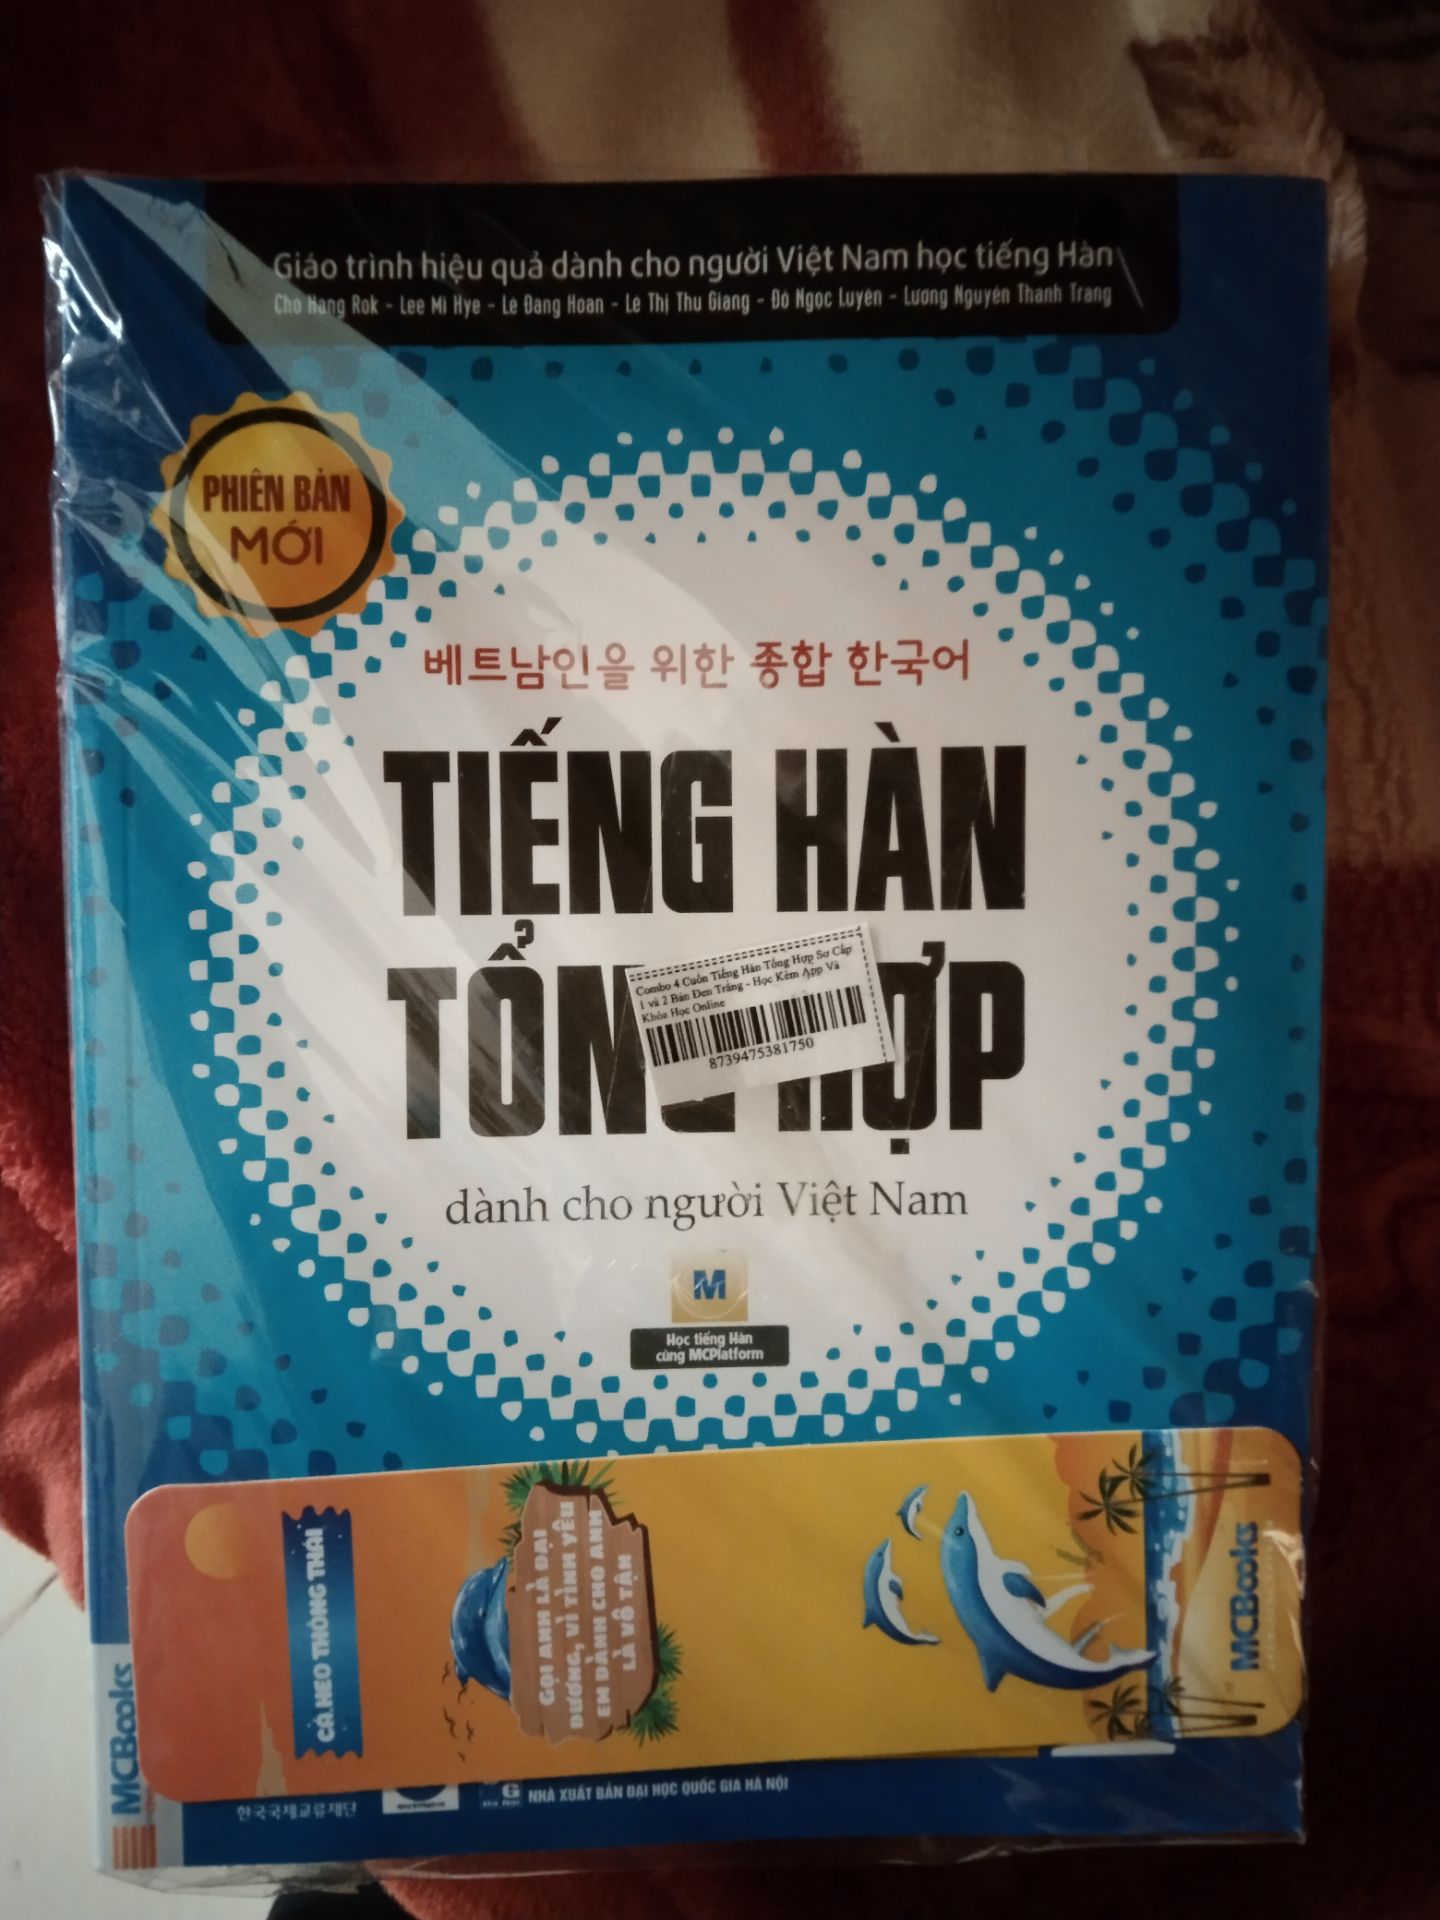 Giáo trình hiệu quả dành cho người Việt Nam học tiếng Hàn
Cho Hang Rok - Lee Mi Hye - Lê Đăng Hoan - Lê Thị Thu Giang - Đỗ Ngọc Luyến - Lương Nguyễn Thanh Trang
PHIÊN BẢN
MỚI
베트남인을 위한 종합 한국어
TIẾNG HÀN
TỔNG HỢP
Combo 4 Cuốn Tiếng Hàn Tổng Hợp Sơ Cấp
1 và 2 Bản Đen Trắng - Học Kèm App Và
Khóa Học Online
8739475381750
dành cho người Việt Nam
M
Học tiếng Hàn
cùng MCPlatform
CÁ HEO THÔNG THÁI
GỌI ANH LÀ ĐẠI
DƯƠNG, VÌ TÌNH YÊU
EM DÀNH CHO ANH
LÀ VÔ TẬN
MCBooks
MCBooks
한국국제교류재단
NHÀ XUẤT BẢN ĐẠI HỌC QUỐC GIA HÀ NỘI